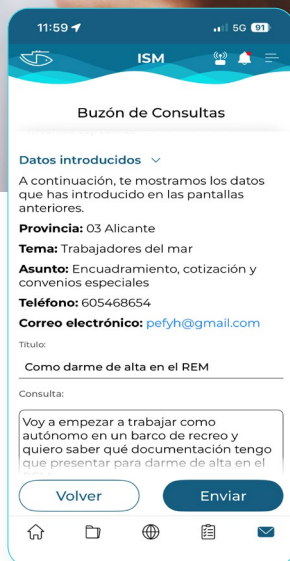 11:59
5G 91
ISM
Buzón de Consultas
Datos introducidos
A continuación, te mostramos los datos
que has introducido en las pantallas
anteriores.
Provincia: 03 Alicante
Tema: Trabajadores del mar
Asunto: Encuadramiento, cotización y
convenios especiales
Teléfono: 605468654
Correo electrónico: pefyh@gmail.com
Título:
Como darme de alta en el REM
Consulta:
Voy a empezar a trabajar como
autónomo en un barco de recreo y
quiero saber qué documentación tengo
que presentar para darme de alta en el
Volver
Enviar